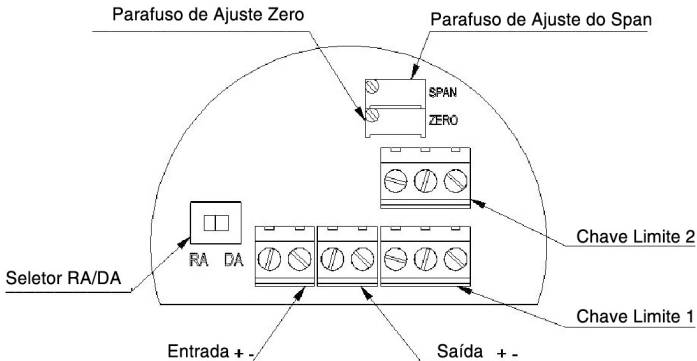 Parafuso de Ajuste Zero
Parafuso de Ajuste do Span
SPAN
ZERO
Chave Limite 2
RA DA
Seletor RA/DA
Chave Limite 1
Entrada + -
Saída + -